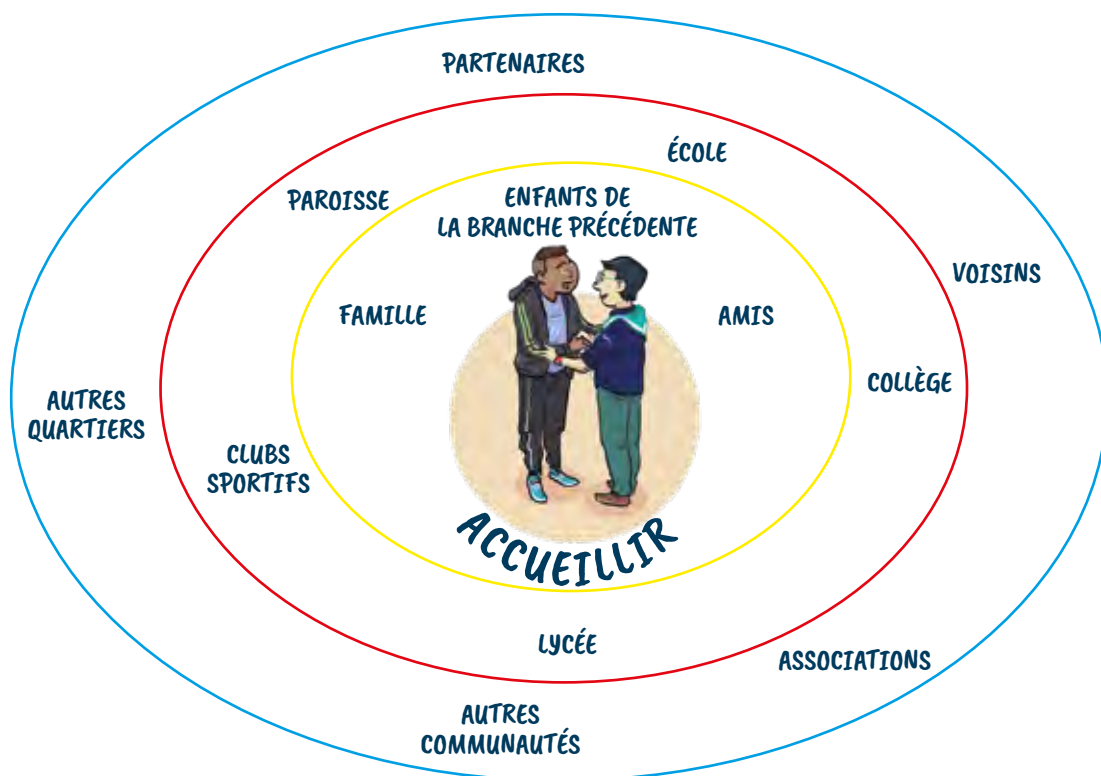 PARTENAIRES
ÉCOLE
PAROISSE
ENFANTS DE
LA BRANCHE PRÉCÉDENTE
VOISINS
FAMILLE
AMIS
COLLÈGE
AUTRES
QUARTIERS
CLUBS
SPORTIFS
ACCUEILLIR
LYCÉE
ASSOCIATIONS
AUTRES
COMMUNAUTÉS